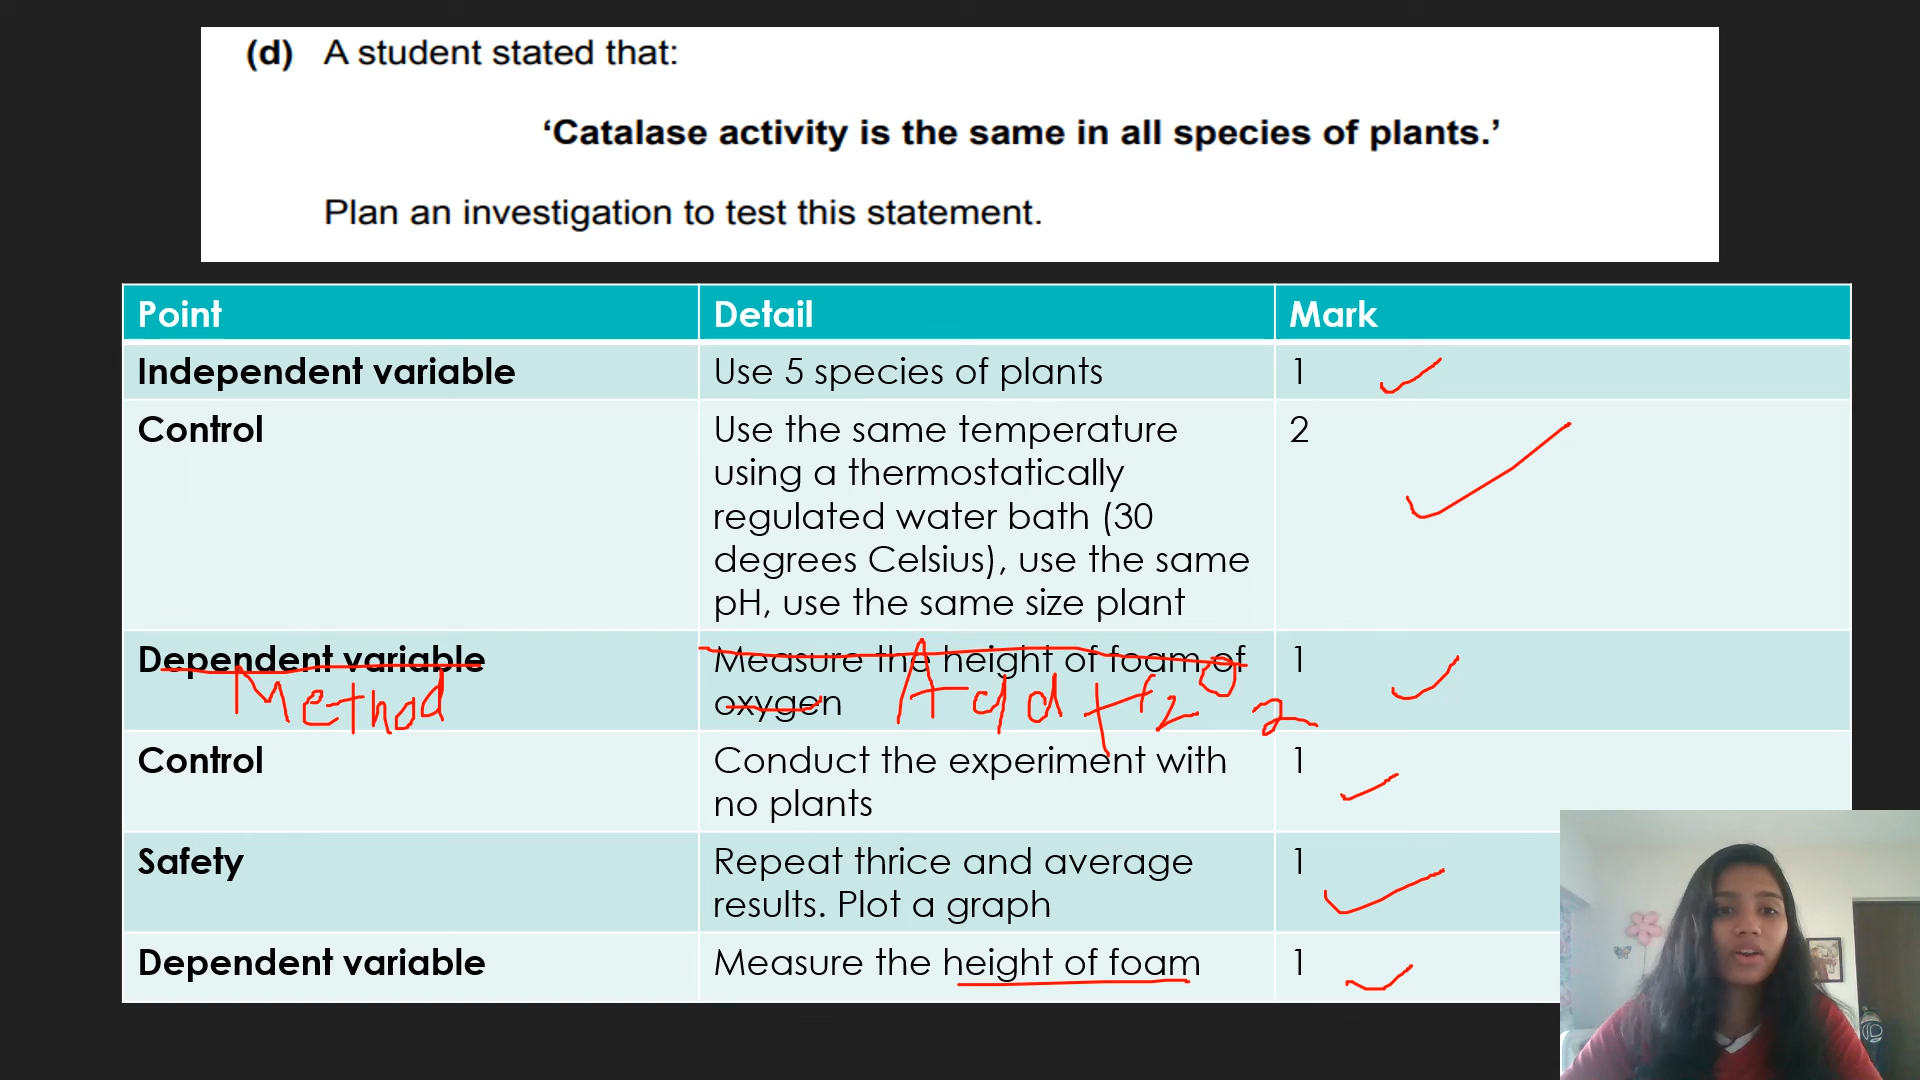 (d) A student stated that:
‘Catalase activity is the same in all species of plants.’
Plan an investigation to test this statement.
Point Detail Mark
Independent variable Use 5 species of plants 1
Control Use the same temperature 2
using a thermostatically
regulated water bath (30
degrees Celsius), use the same
pH, use the same size plant
Dependent variable Measure the height of foam of 1
Method oxygen Add H2O2
Control Conduct the experiment with 1
no plants
Safety Repeat thrice and average 1
results. Plot a graph
Dependent variable Measure the height of foam 1